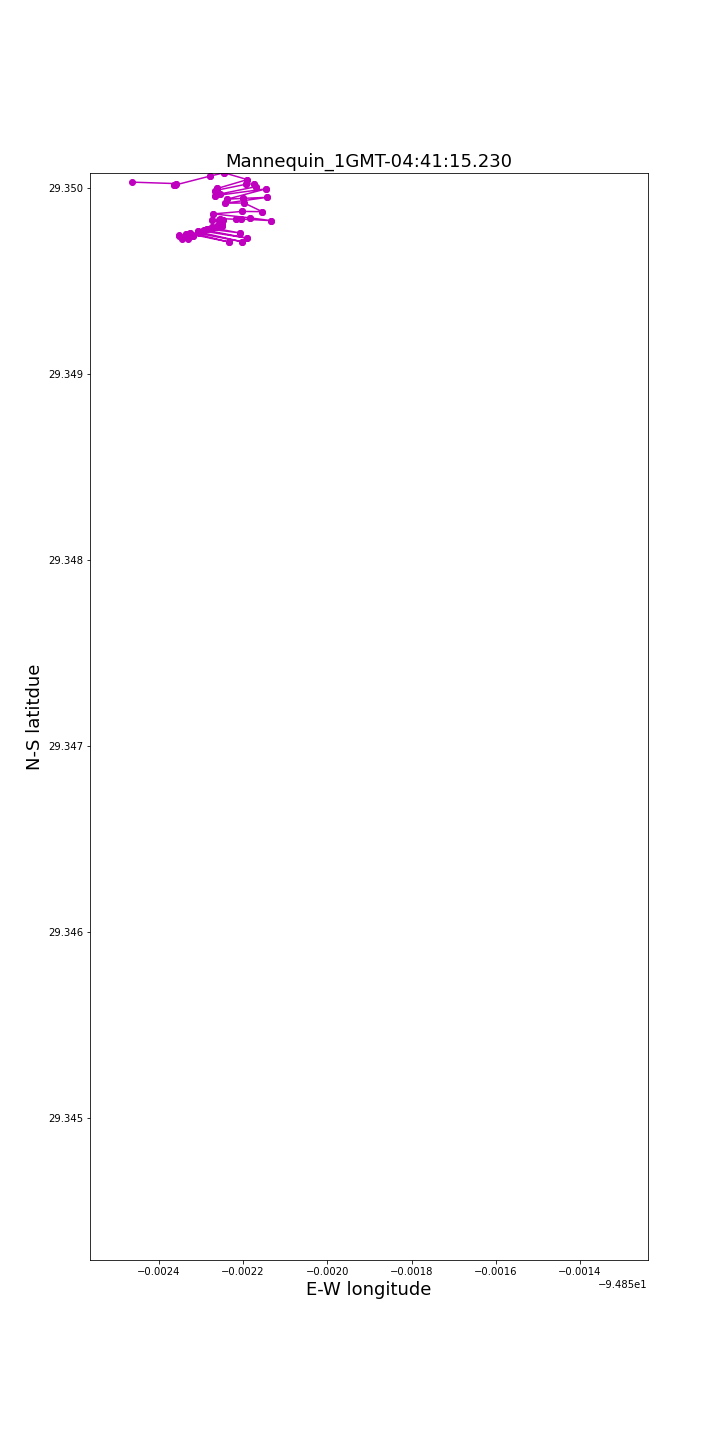 Mannequin_1GMT-04:41:15.230
29.350
29.349
29.348
29.347
29.346
29.345
N-S latitdue
−0.0024 −0.0022 −0.0020 −0.0018 −0.0016 −0.0014
−9.485e1
E-W longitude